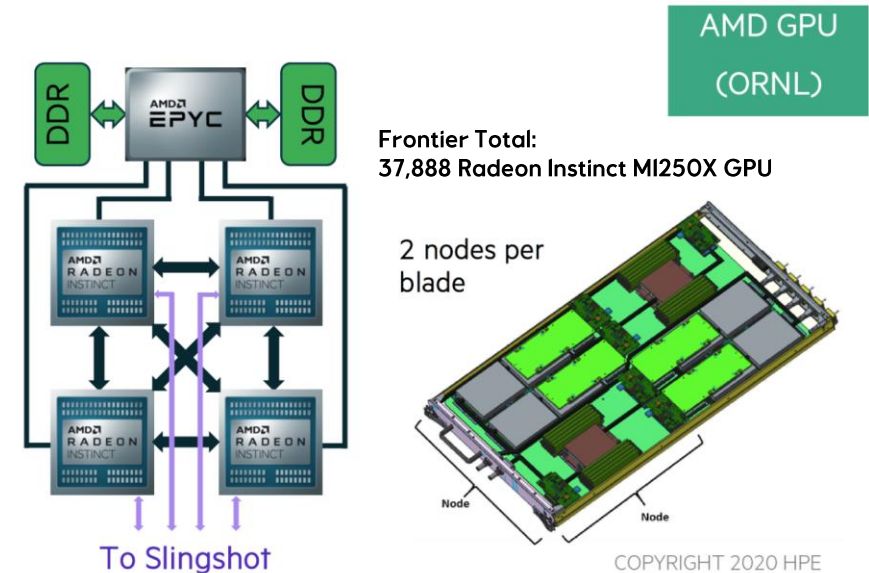 AMD GPU
(ORNL)
DDR
AMD
EPYC
DDR
Frontier Total:
37,888 Radeon Instinct MI250X GPU
2 nodes per
blade
AMD
RADEON
INSTINCT
AMD
RADEON
INSTINCT
AMD
RADEON
INSTINCT
AMD
RADEON
INSTINCT
Node
Node
To Slingshot
COPYRIGHT 2020 HPE